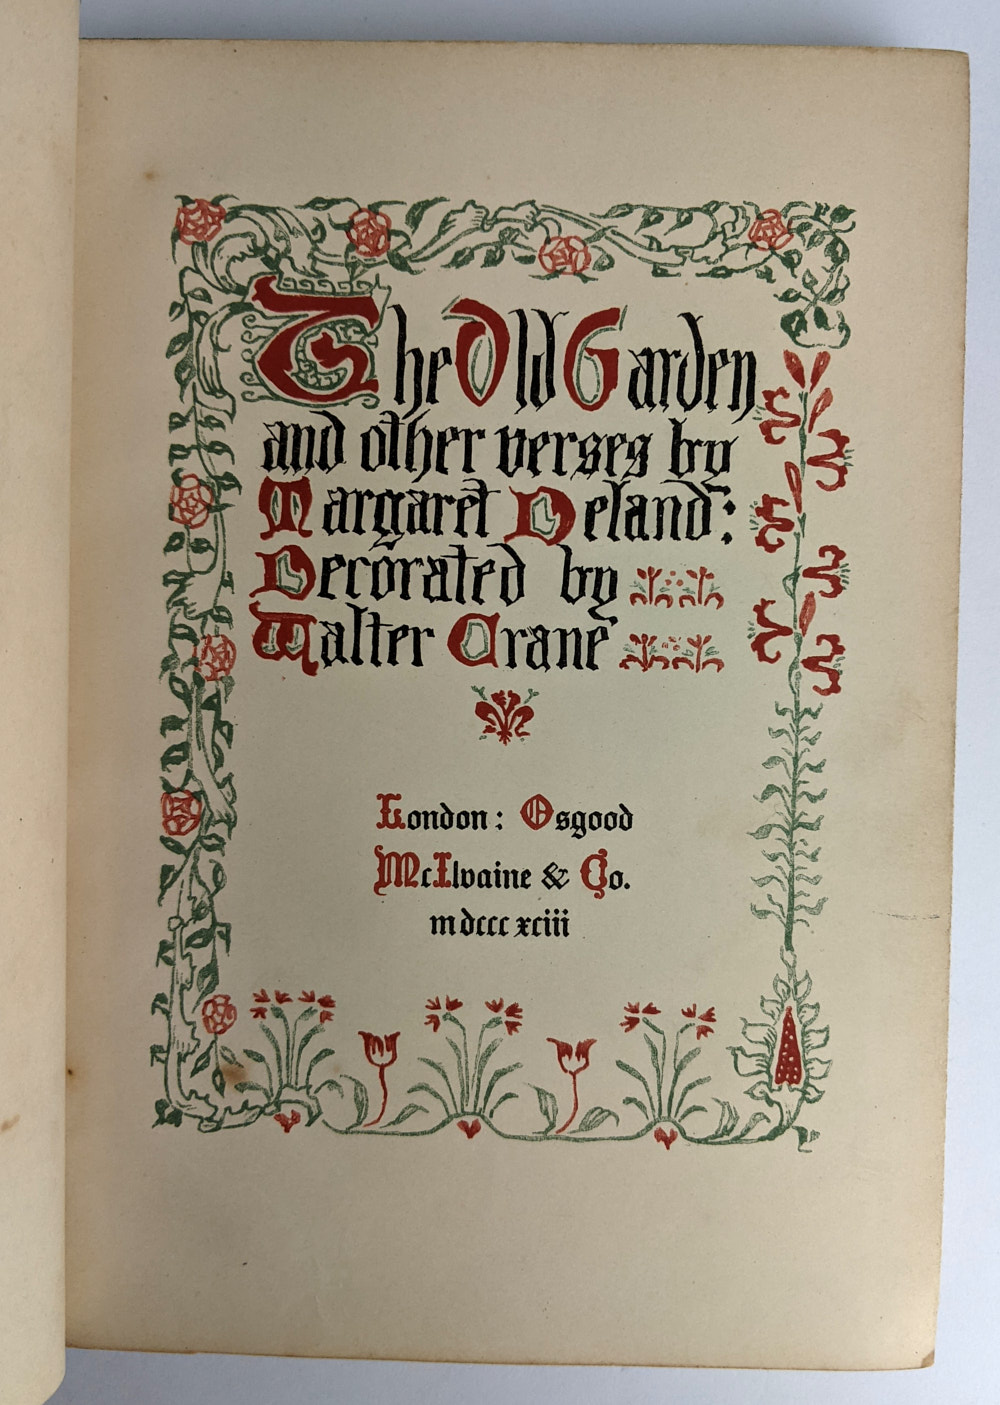 The Old Garden
and other verses by
Margaret Deland:
Decorated by
Walter Crane
London: Osgood
McIlvaine & Co.
mdccc xciii